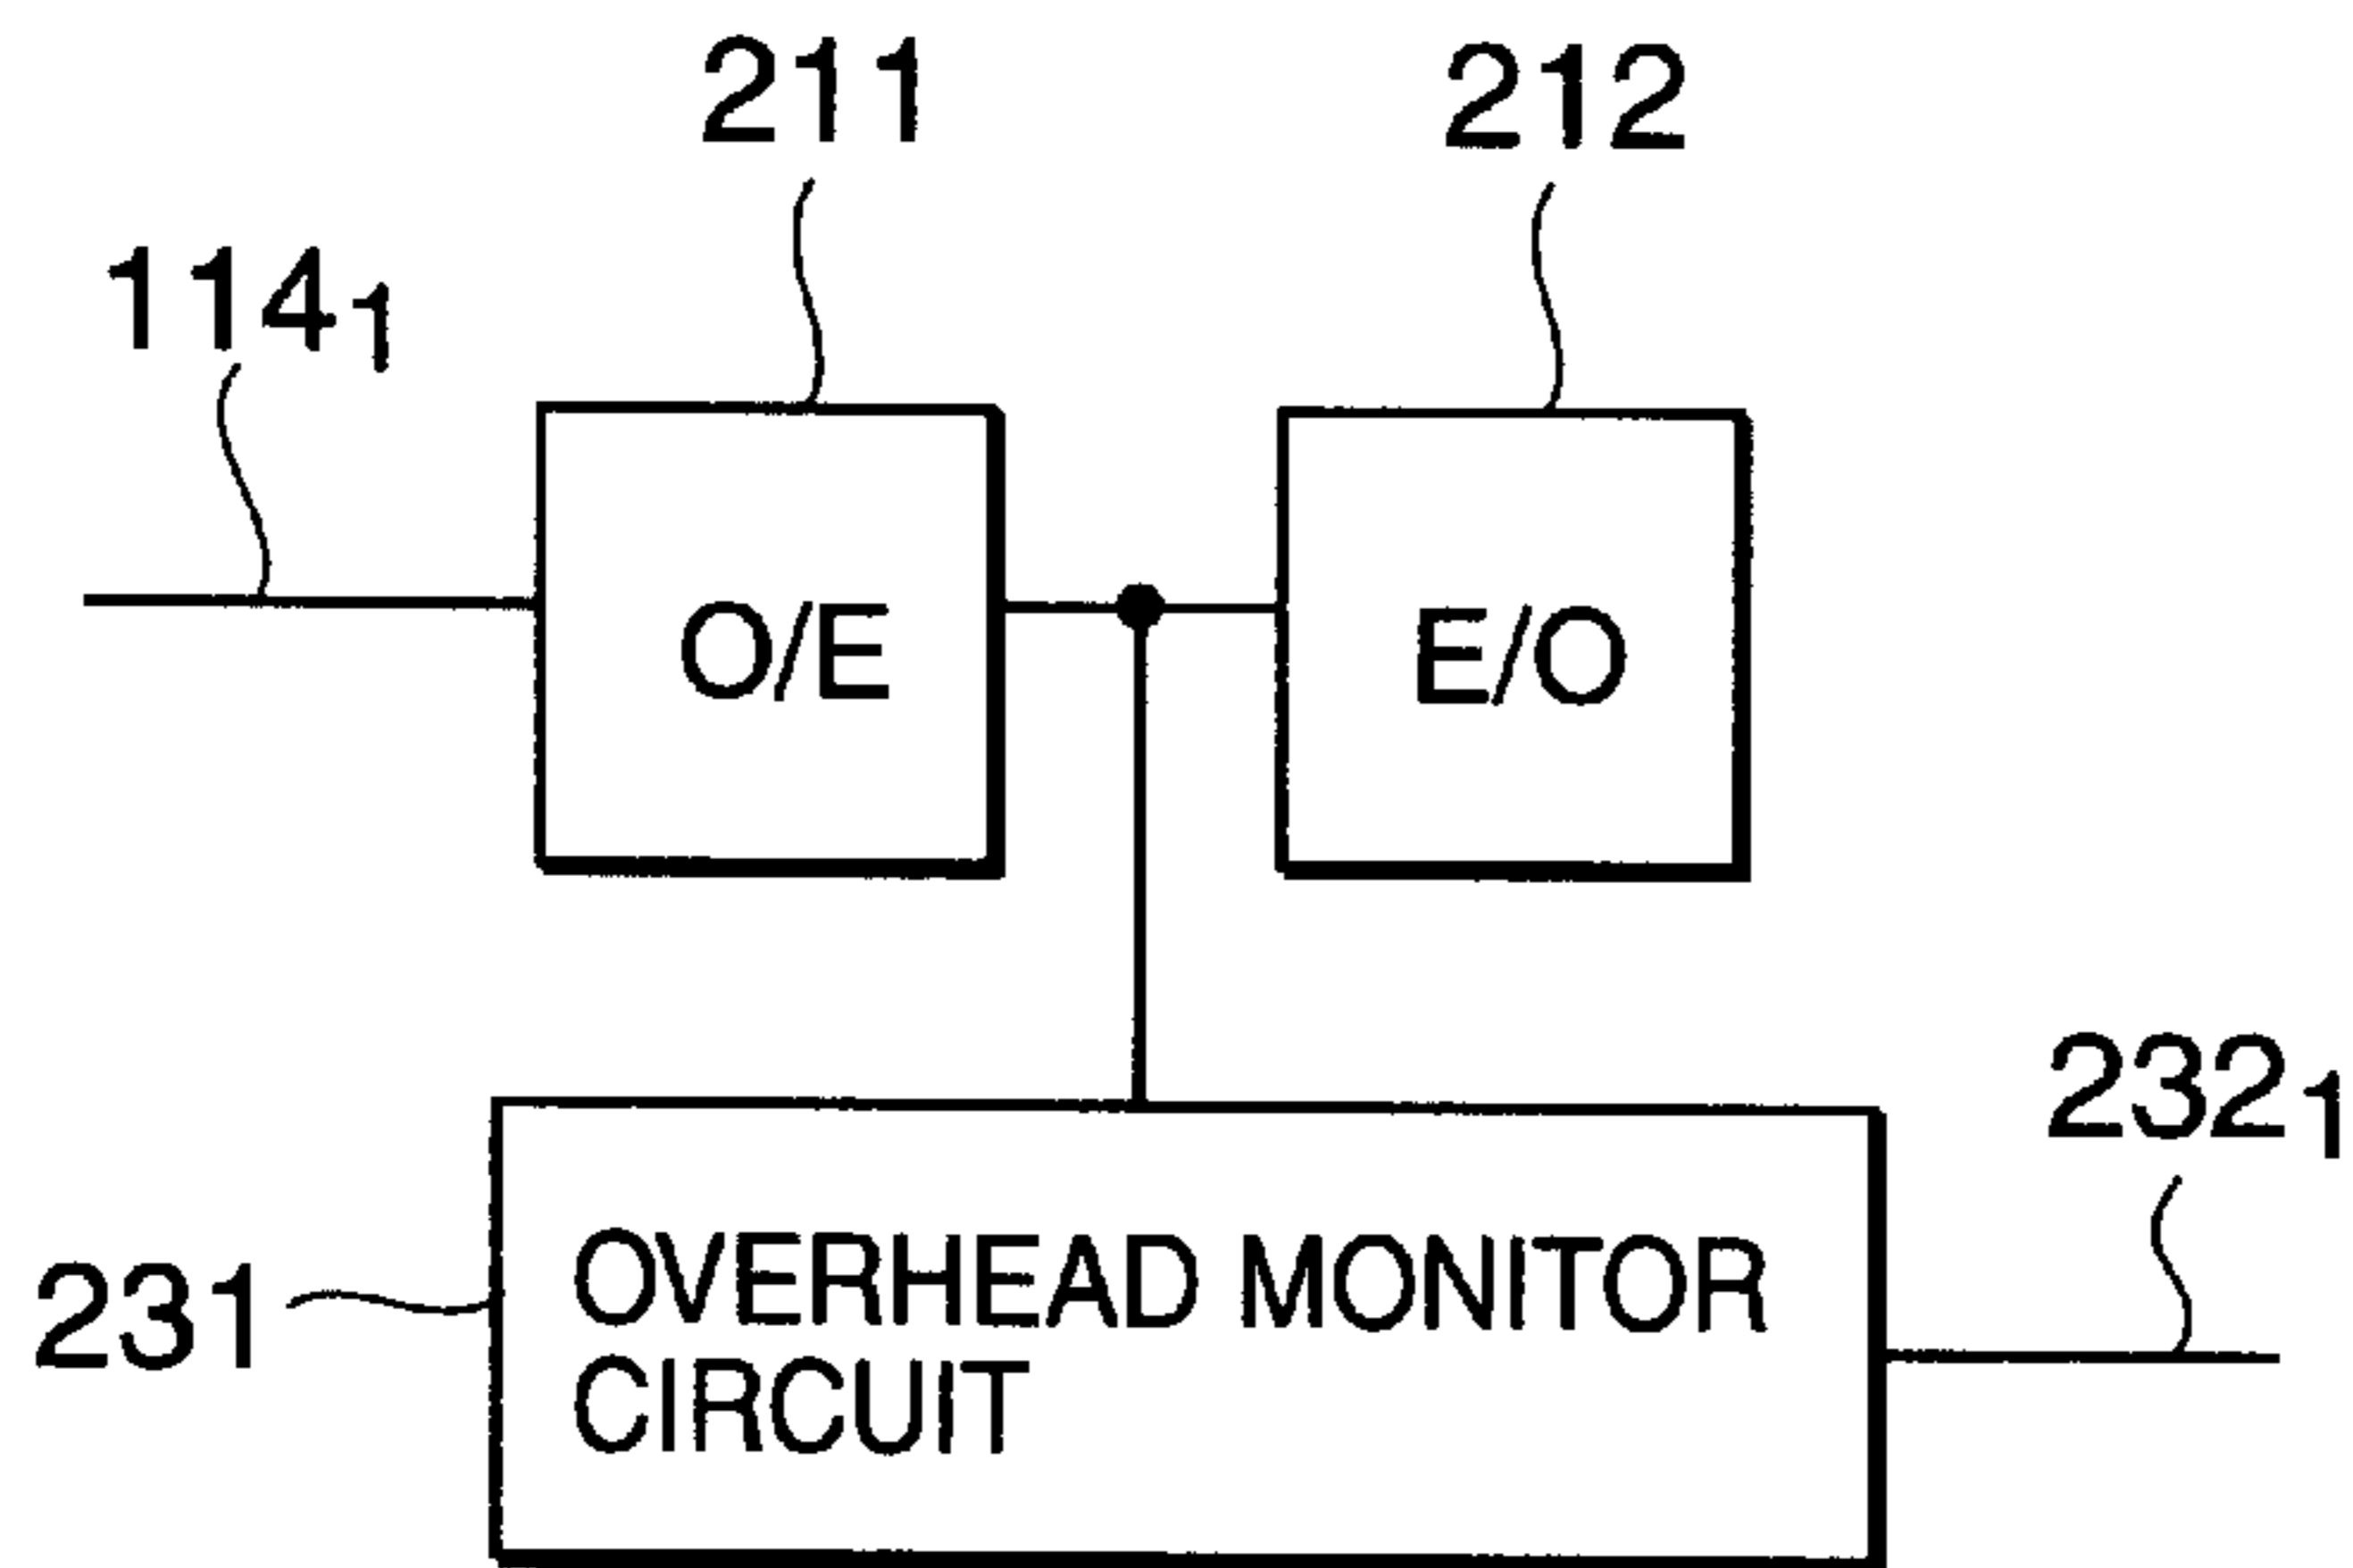 211
212
114₁
O/E
E/O
232₁
231
OVERHEAD MONITOR
CIRCUIT